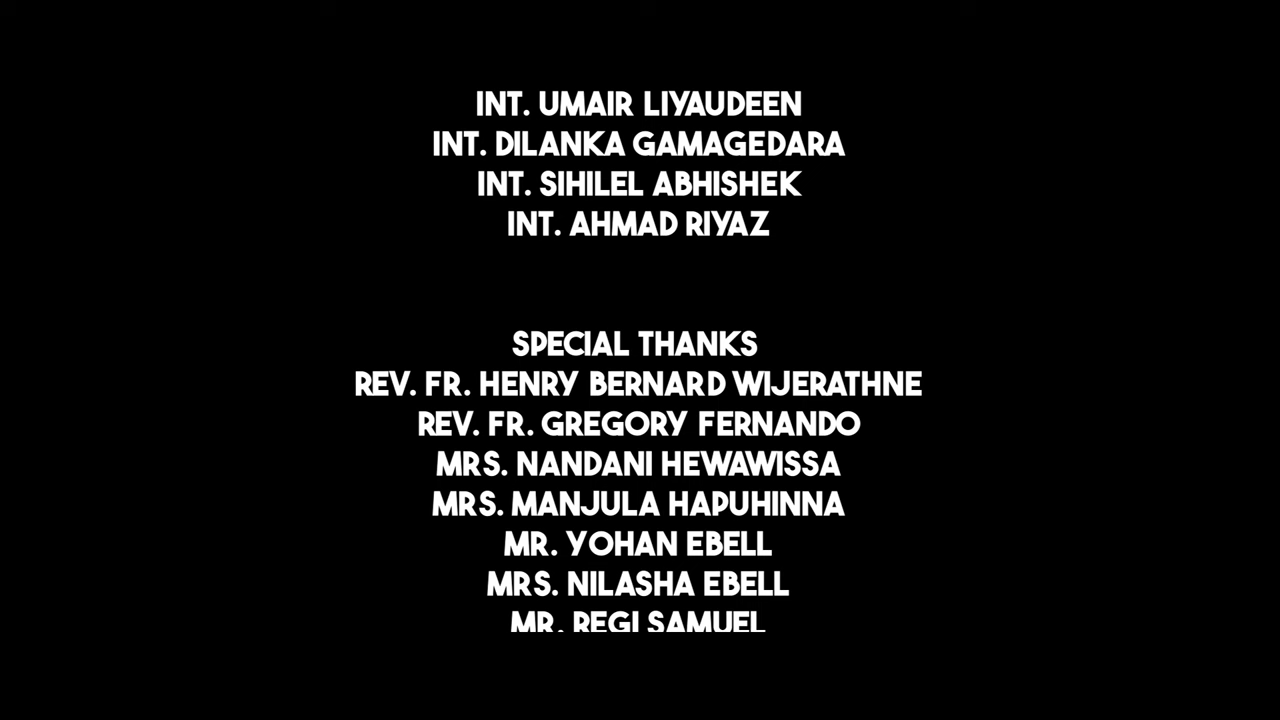 INT. UMAIR LIYAUDEEN
INT. DILANKA GAMAGEDARA
INT. SIHILEL ABHISHEK
INT. AHMAD RIYAZ
SPECIAL THANKS
REV. FR. HENRY BERNARD WIJERATHNE
REV. FR. GREGORY FERNANDO
MRS. NANDANI HEWAWISSA
MRS. MANJULA HAPUHINNA
MR. YOHAN EBELL
MRS. NILASHA EBELL
MR. REGI SAMUEL